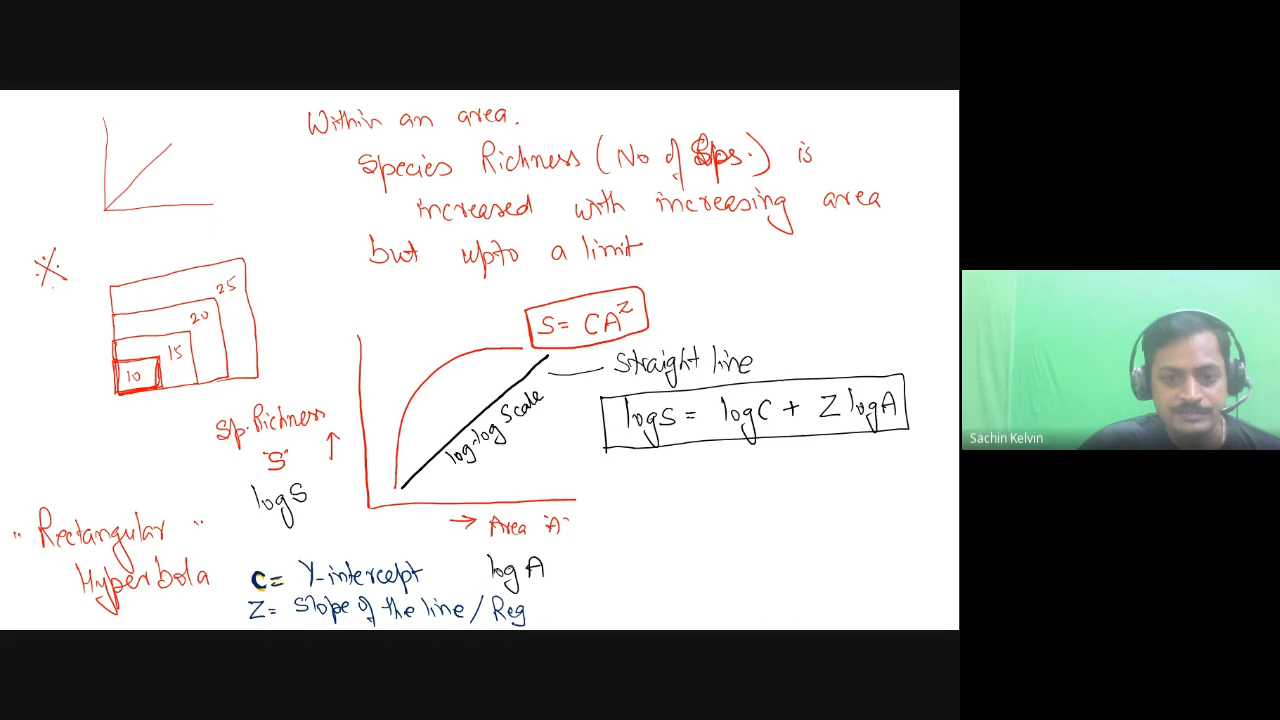 Within an area.
Species Richness (No of Sps.) is
increased with increasing area
but upto a limit
25
20
15
10
S = CA^Z
Straight line
log-log Scale
logS = logC + Z logA
Sp. Richness
"S"
logS
→ Area "A"
log A
"Rectangular"
Hyperbola
C = Y-intercept
Z = Slope of the line / Reg
Sachin Kelvin